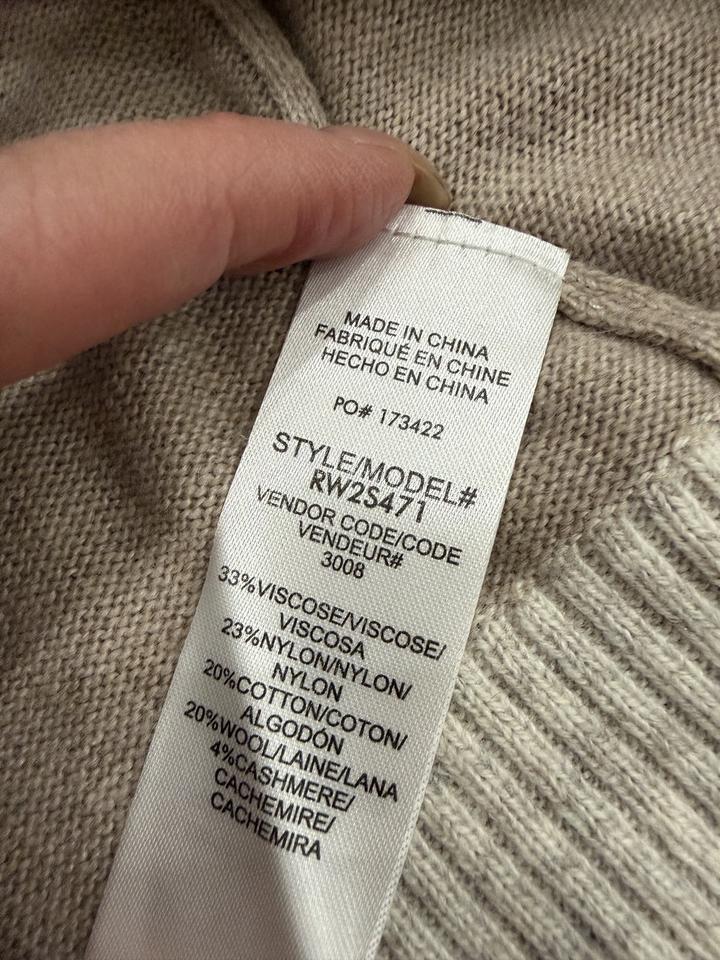 MADE IN CHINA
FABRIQUÉ EN CHINE
HECHO EN CHINA
PO# 173422
STYLE/MODEL#
RW2S471
VENDOR CODE/CODE
VENDEUR#
3008
33%VISCOSE/VISCOSE/
VISCOSA
23%NYLON/NYLON/
NYLON
20%COTTON/COTON/
ALGODÓN
20%WOOL/LAINE/LANA
4%CASHMERE/
CACHEMIRE/
CACHEMIRA